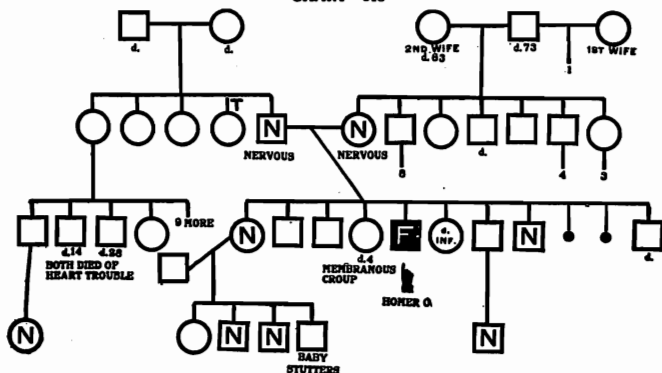 d.
d.
2ND WIFE
d.63
d.73
1
1ST WIFE
T
N
NERVOUS
N
NERVOUS
8
d.
4
3
d.14
d.28
BOTH DIED OF
HEART TROUBLE
9 MORE
N
d.4
MEMBRANOUS
CROUP
F
HOMER O.
d.
INF.
N
d.
N
N
N
BABY
STUTTERS
N